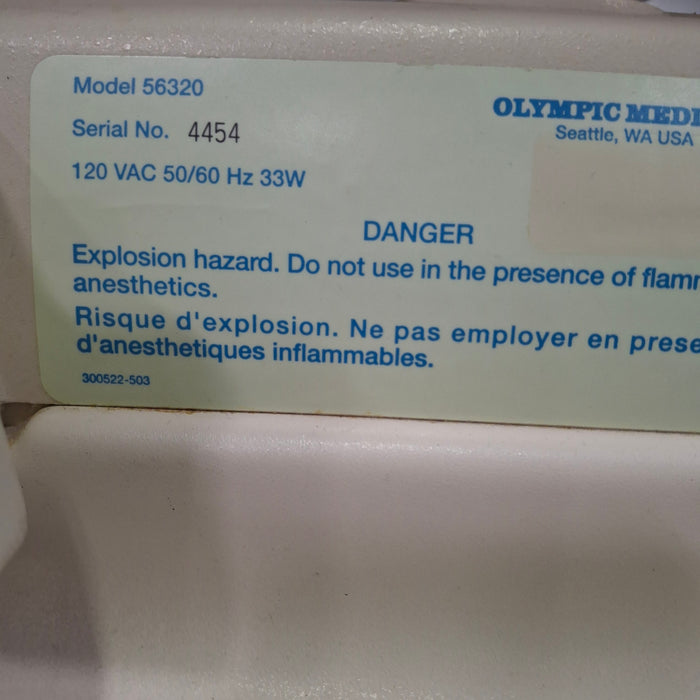 Model 56320
OLYMPIC MEDI
Serial No. 4454
Seattle, WA USA
120 VAC 50/60 Hz 33W
DANGER
Explosion hazard. Do not use in the presence of flamm
anesthetics.
Risque d'explosion. Ne pas employer en prese
d'anesthetiques inflammables.
300522-503